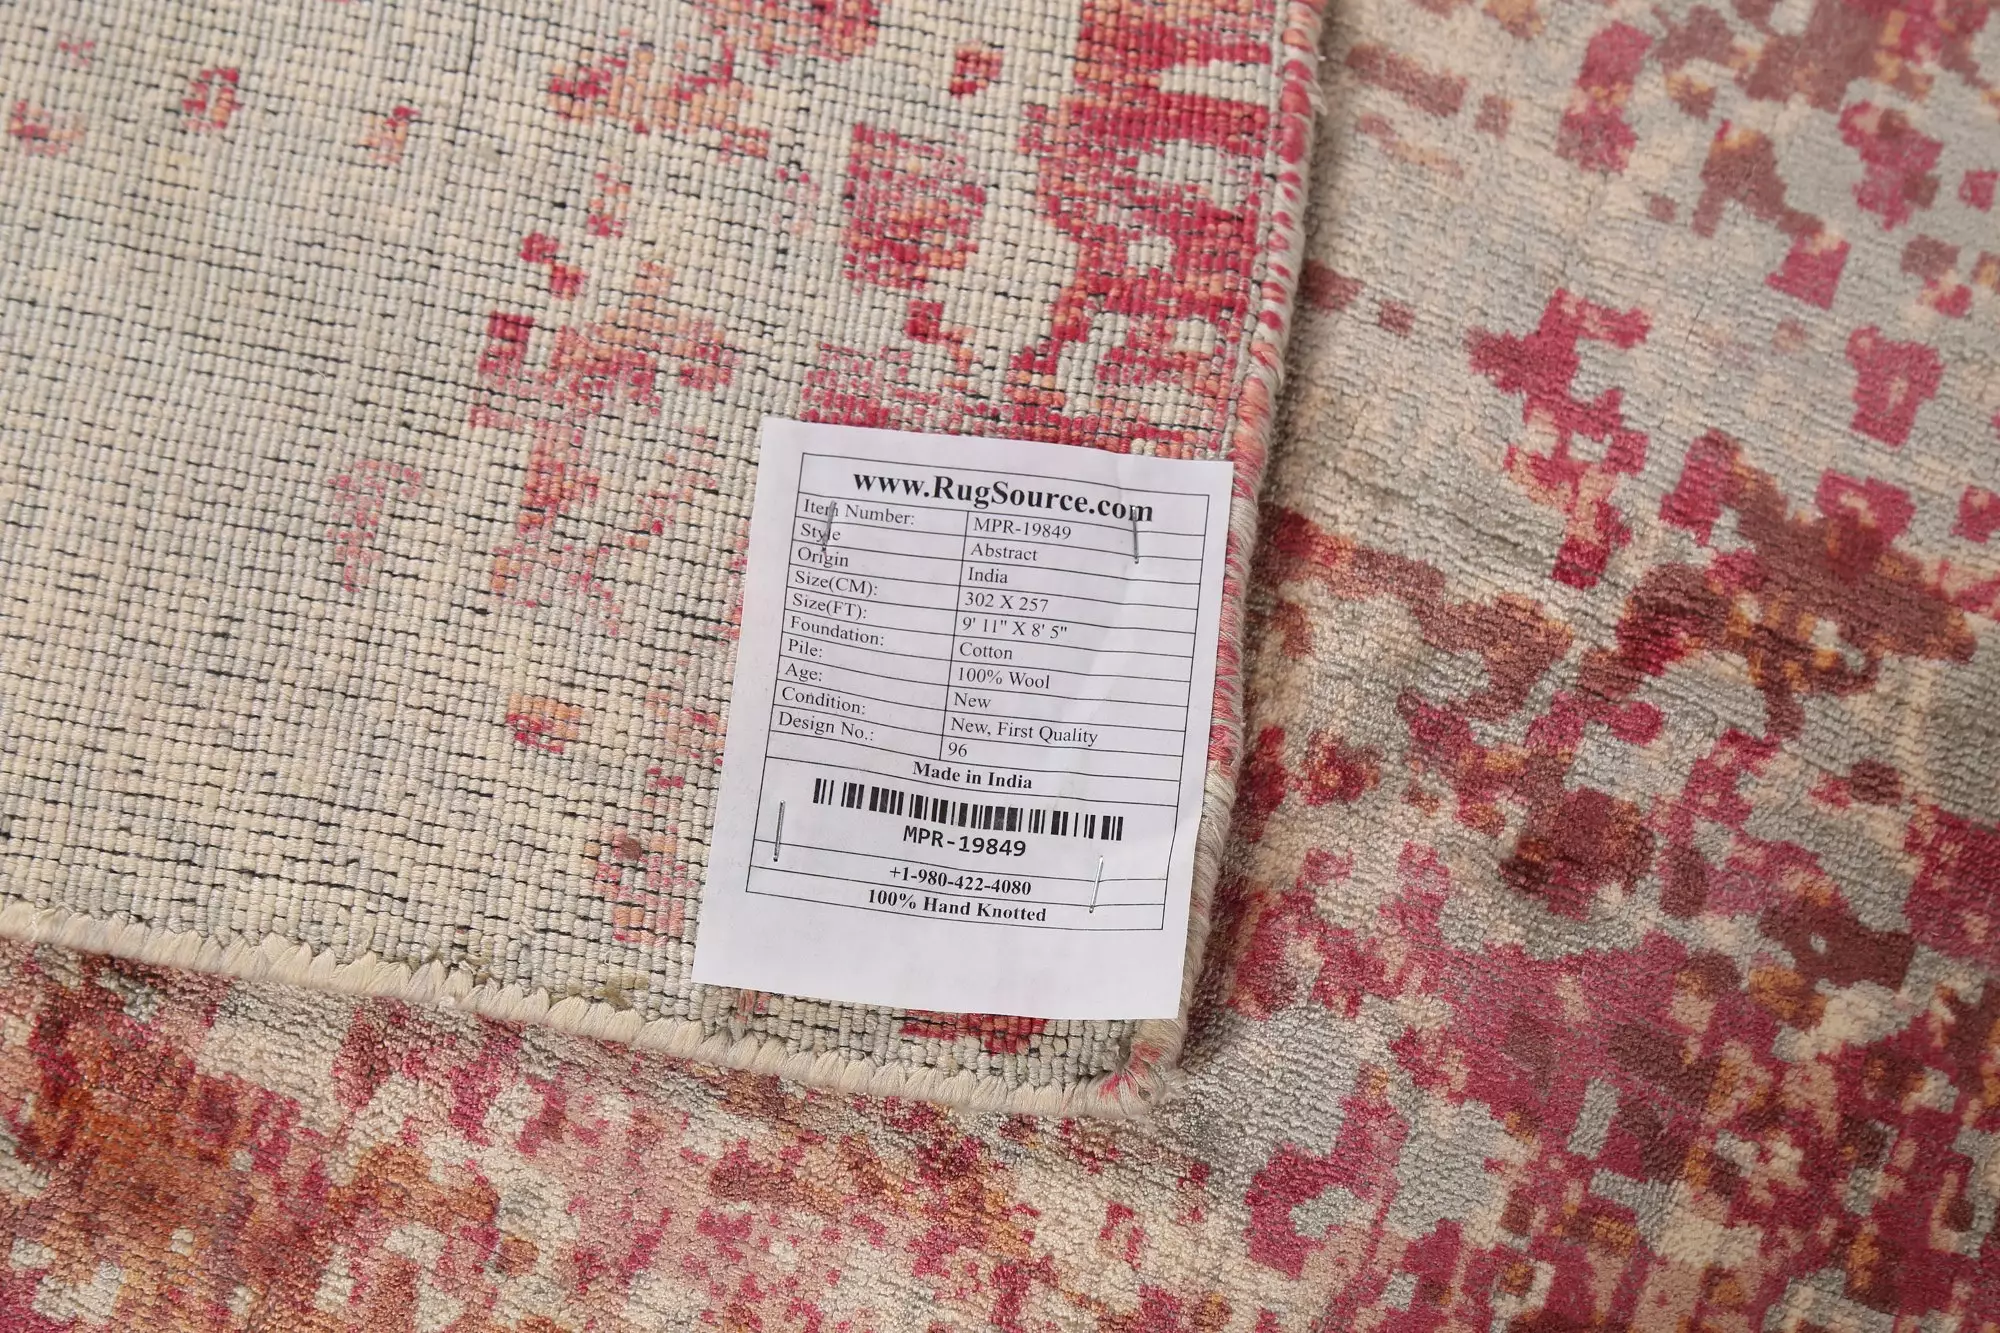 www.RugSource.com
Item Number: MPR-19849
Style Abstract
Origin India
Size(CM): 302 X 257
Size(FT): 9' 11" X 8' 5"
Foundation: Cotton
Pile: 100% Wool
Age: New
Condition: New, First Quality
Design No.: 96
Made in India
MPR-19849
+1-980-422-4080
100% Hand Knotted